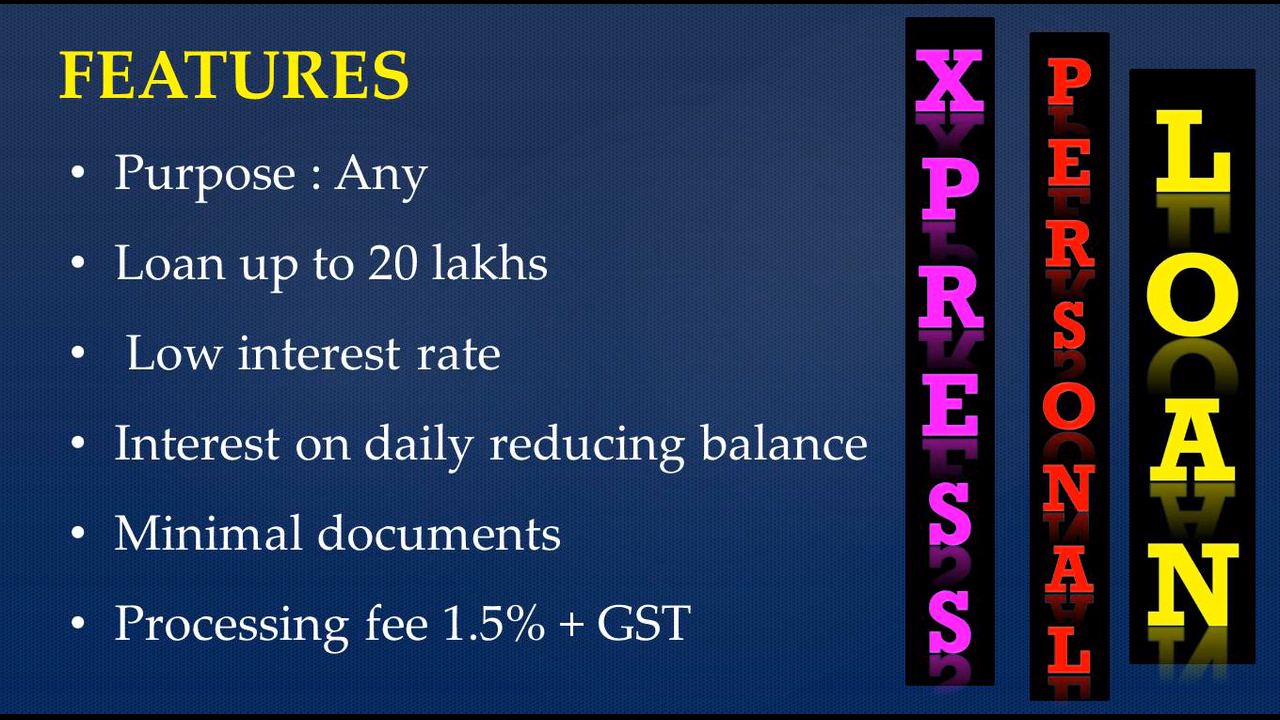 FEATURES
• Purpose : Any
• Loan up to 20 lakhs
• Low interest rate
• Interest on daily reducing balance
• Minimal documents
• Processing fee 1.5% + GST
XPRESS
PERSONAL
LOAN